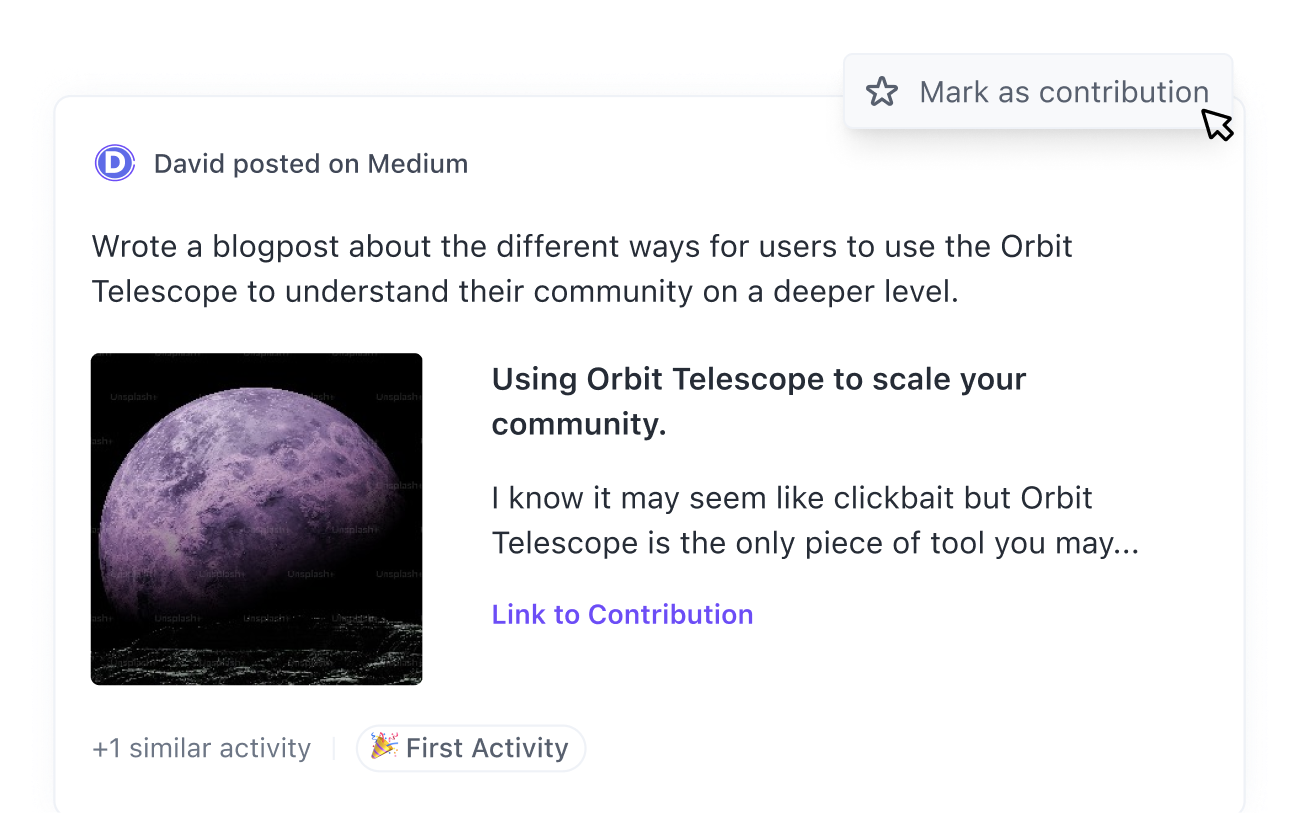 Mark as contribution
D David posted on Medium
Wrote a blogpost about the different ways for users to use the Orbit
Telescope to understand their community on a deeper level.
Unsplash+
Using Orbit Telescope to scale your
community.
I know it may seem like clickbait but Orbit
Telescope is the only piece of tool you may...
Link to Contribution
+1 similar activity
First Activity